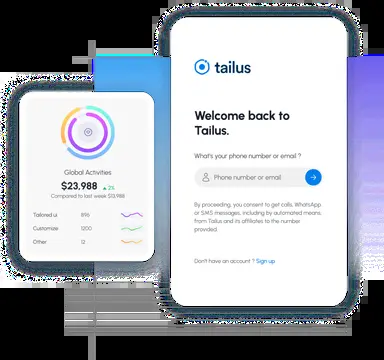 tailus
Welcome back to
Tailus.
What's your phone number or email ?
Phone number or email
By proceeding, you consent to get calls, WhatsApp
or SMS messages, including by automated means,
from Tailus and its affiliates to the number
provided.
Don't have an account ? Sign up
Global Activities
$23,988 ▲ 2%
Compared to last week $13,988
Tailored ui 896
Customize 1200
Other 12